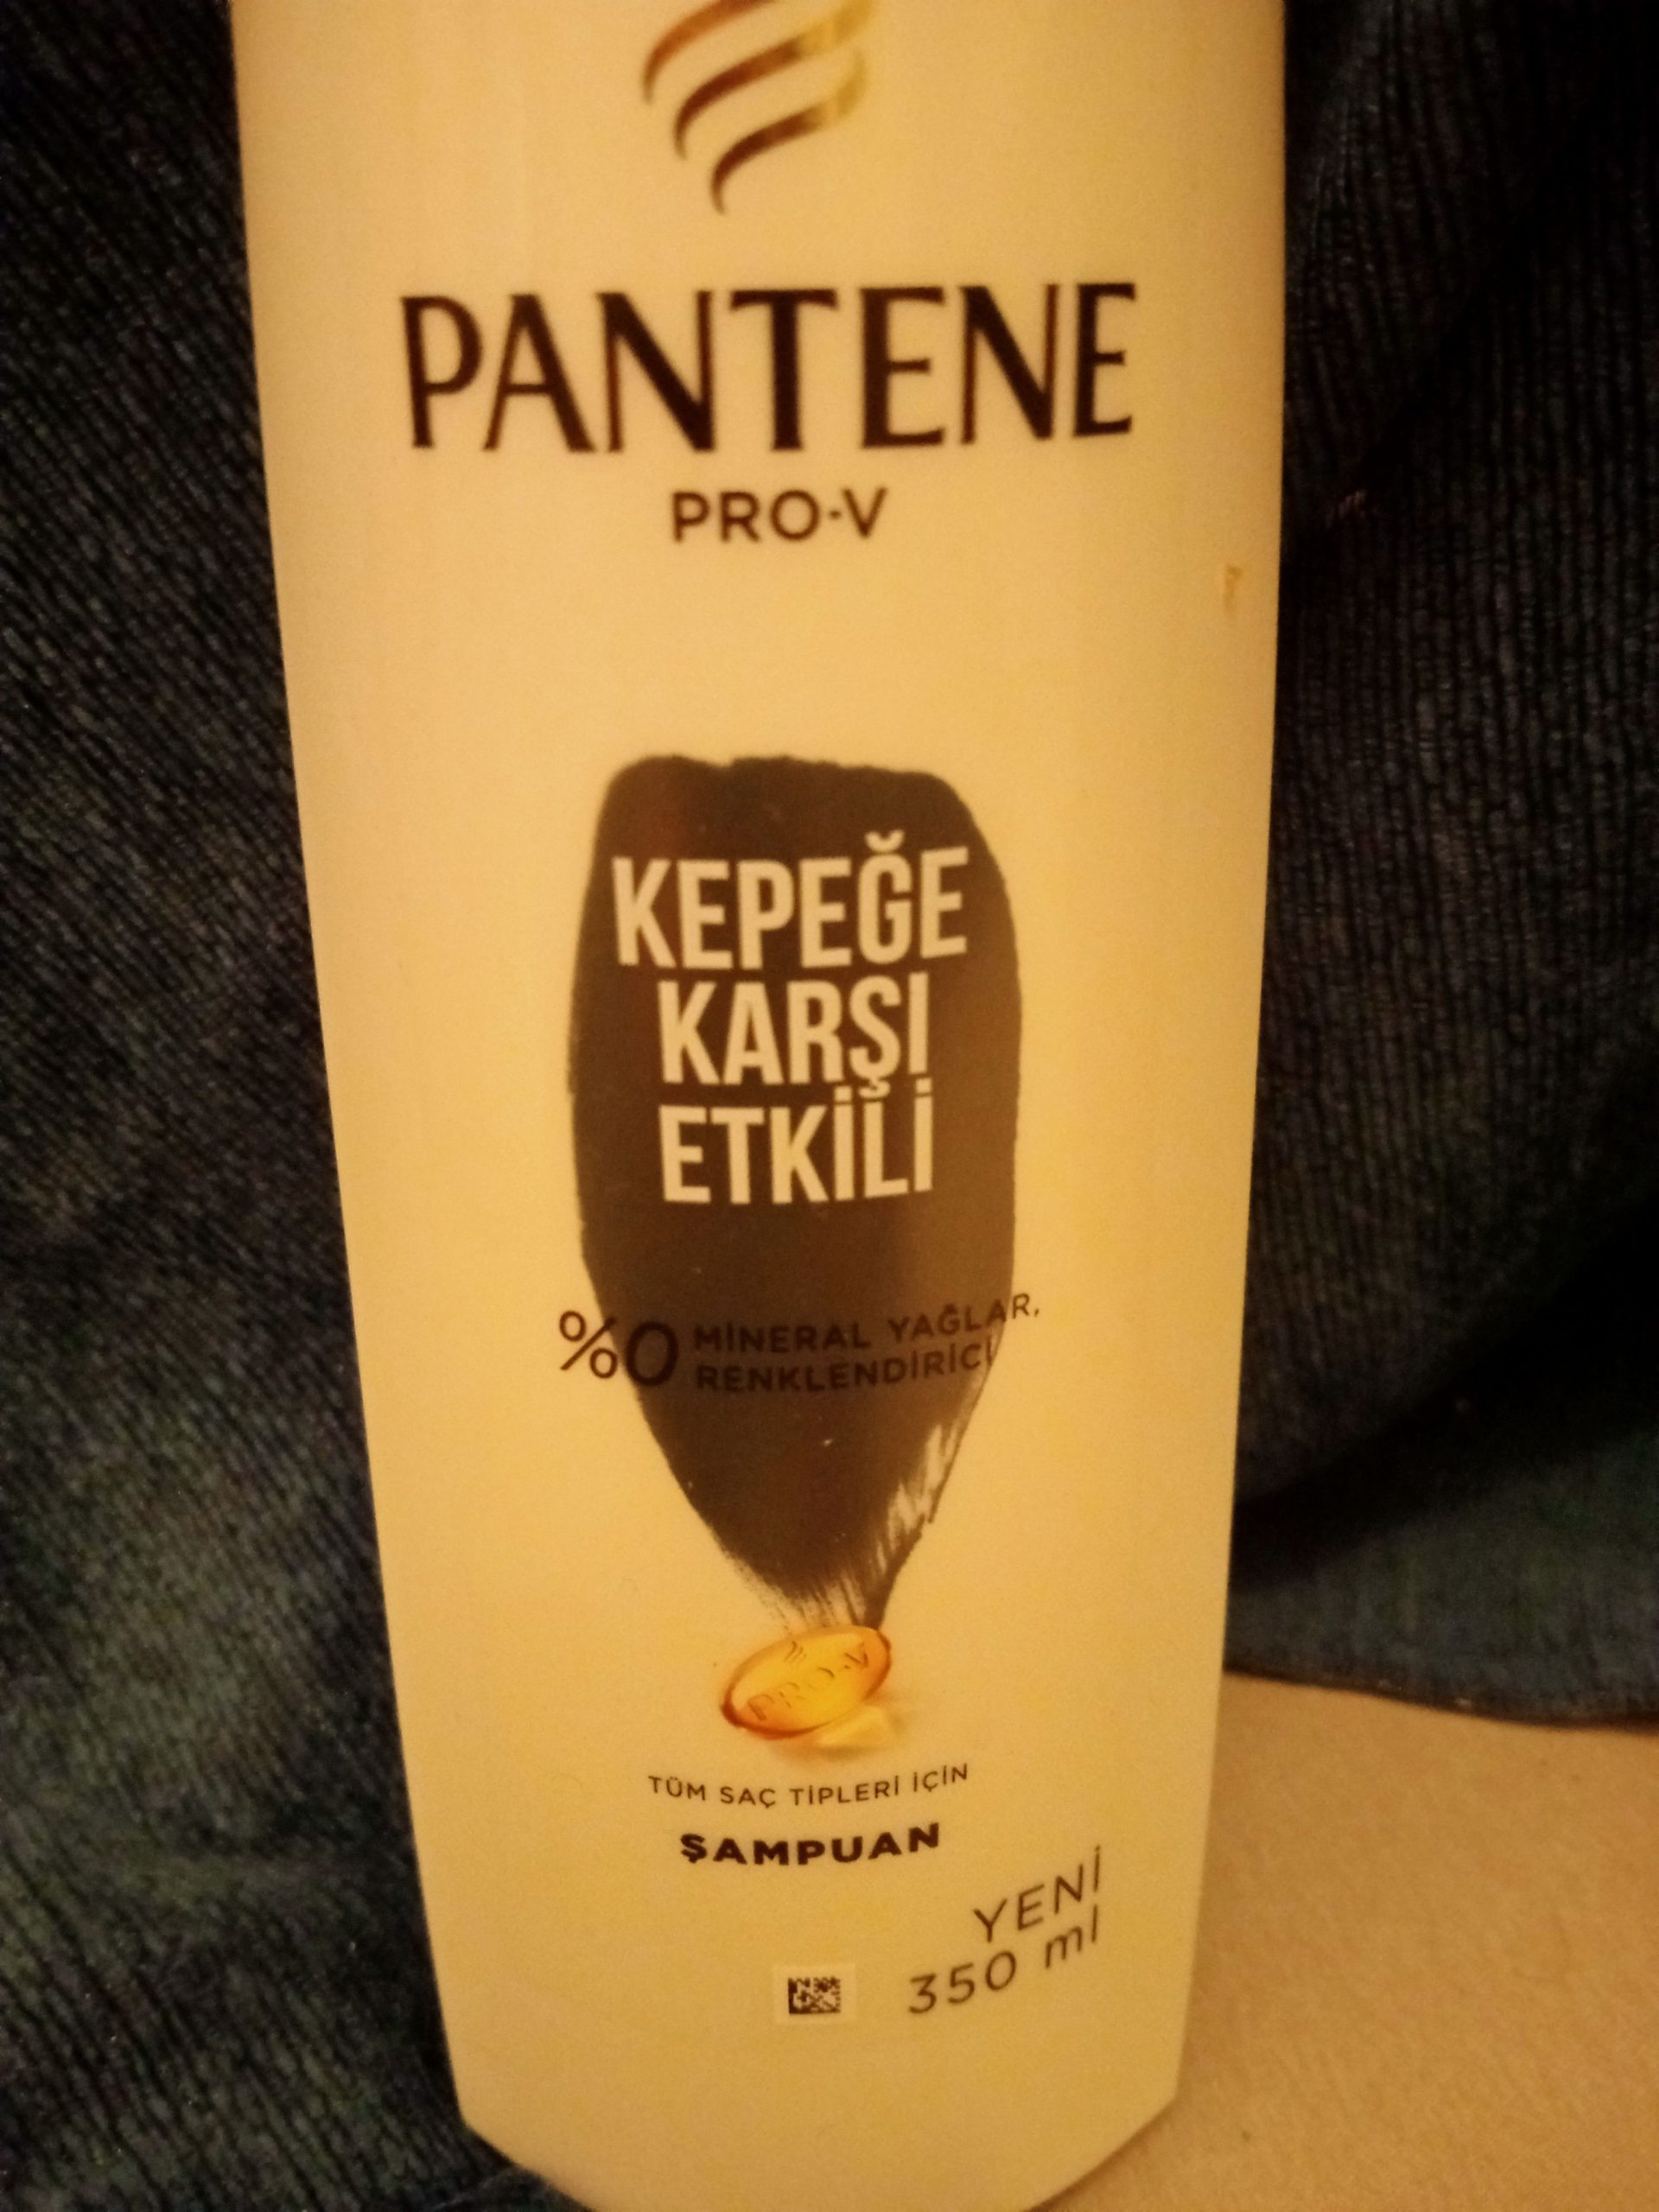 PANTENE
PRO-V
KEPEĞE
KARŞI
ETKİLİ
%0 MİNERAL YAĞLAR,
RENKLENDİRİCİ
PRO-V
TÜM SAÇ TİPLERİ İÇİN
ŞAMPUAN
YENİ
350 ml